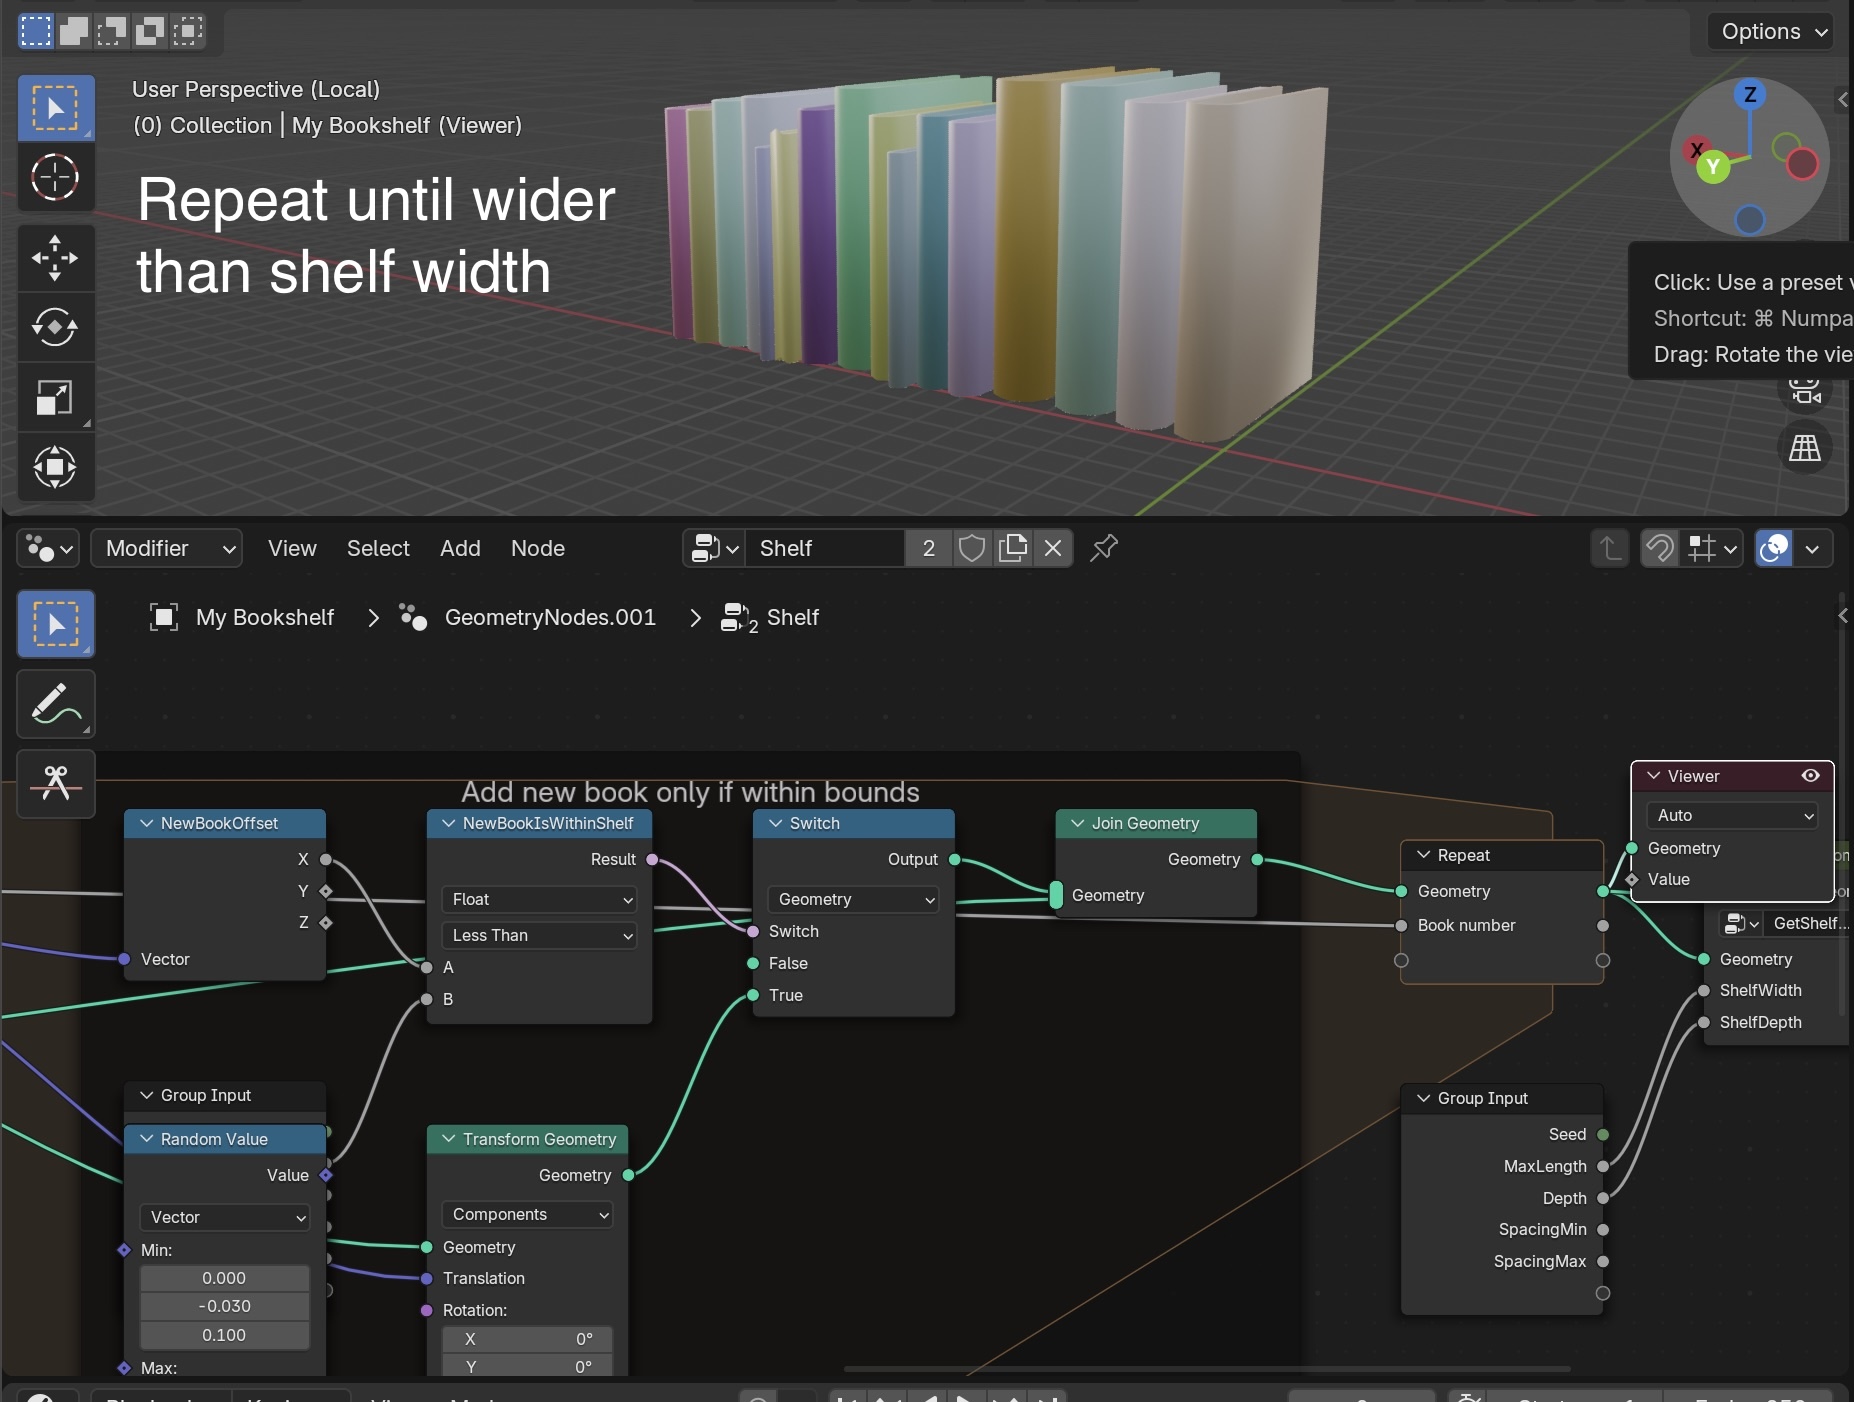 Options
User Perspective (Local)
(0) Collection | My Bookshelf (Viewer)
Repeat until wider
than shelf width
Z
X
Y
Click: Use a preset
Shortcut: ⌘
Drag: Rotate the
Modifier
View
Select
Add
Node
Shelf
2
My Bookshelf
GeometryNodes.001
2 Shelf
Add new book only if within bounds
NewBookOffset
X
Y
Z
Vector
NewBookIsWithinShelf
Result
Float
Less Than
A
B
Switch
Output
Geometry
Switch
False
True
Join Geometry
Geometry
Geometry
Repeat
Geometry
Book number
Viewer
Auto
Geometry
Value
GetShelf...
Geometry
ShelfWidth
ShelfDepth
Group Input
Random Value
Value
Vector
Min:
0.000
-0.030
0.100
Max:
Transform Geometry
Geometry
Components
Geometry
Translation
Rotation:
X 0°
Y 0°
Group Input
Seed
MaxLength
Depth
SpacingMin
SpacingMax